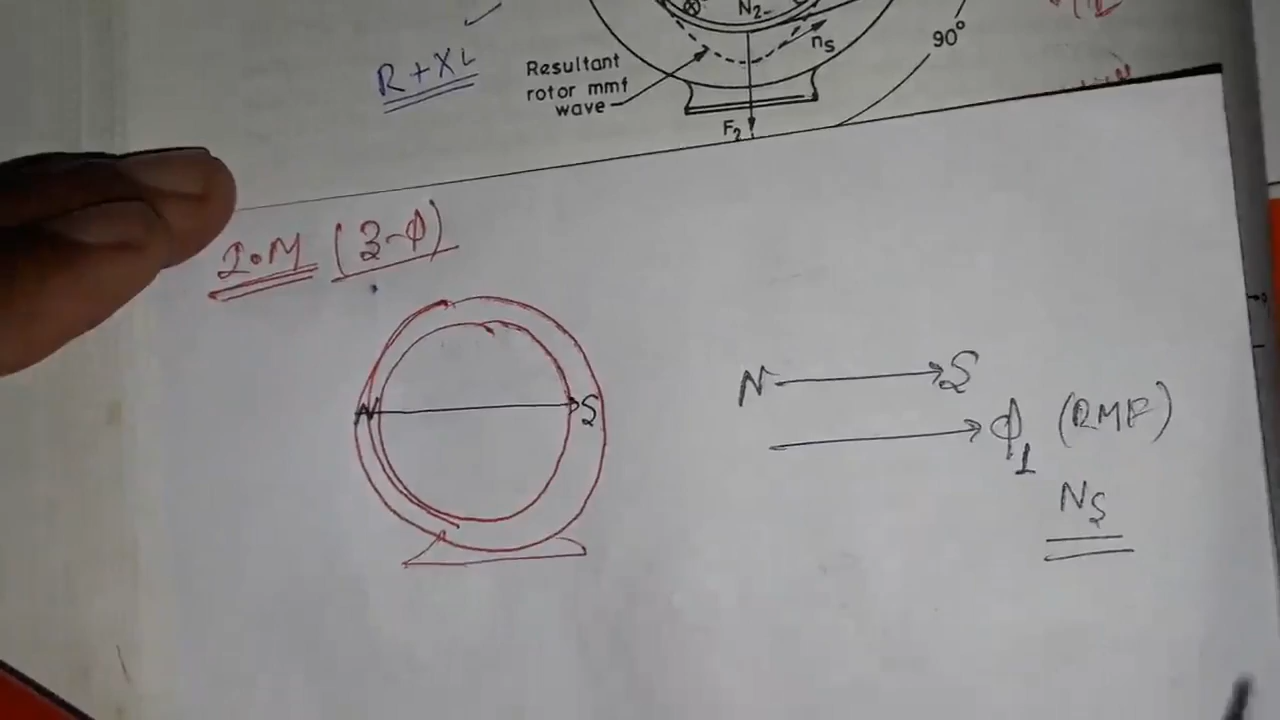 N₂
nₛ
90°
R + XL
Resultant
rotor mmf
wave
F₂
I.M (3-ϕ)
N S
N → S
ϕ₁ (RMF)
Nₛ